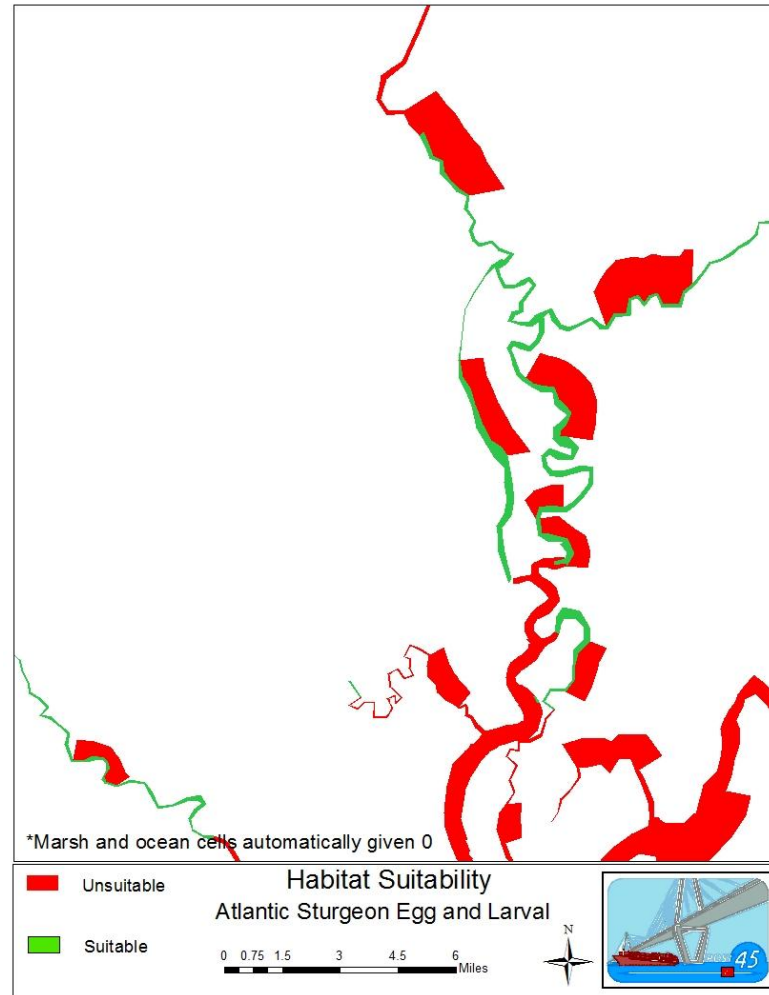 *Marsh and ocean cells automatically given 0
Unsuitable
Suitable
Habitat Suitability
Atlantic Sturgeon Egg and Larval
0 0.75 1.5 3 4.5 6
Miles
N
45